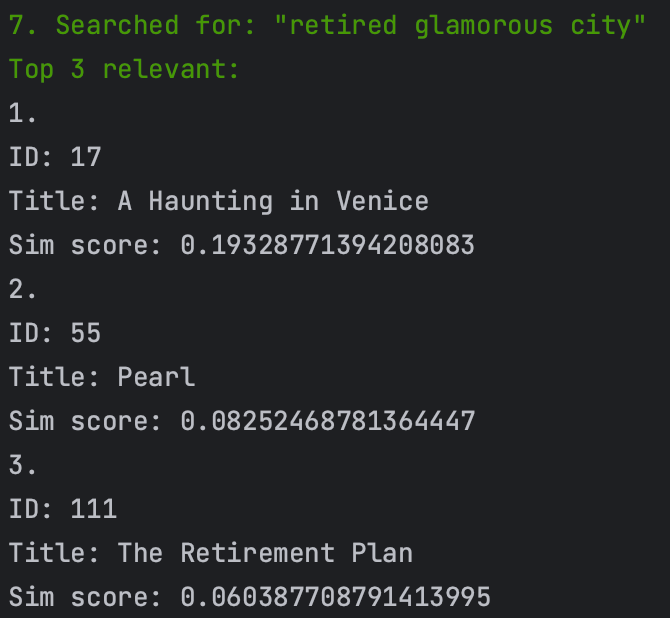 7. Searched for: "retired glamorous city"
Top 3 relevant:
1.
ID: 17
Title: A Haunting in Venice
Sim score: 0.19328771394208083
2.
ID: 55
Title: Pearl
Sim score: 0.08252468781364447
3.
ID: 111
Title: The Retirement Plan
Sim score: 0.060387708791413995